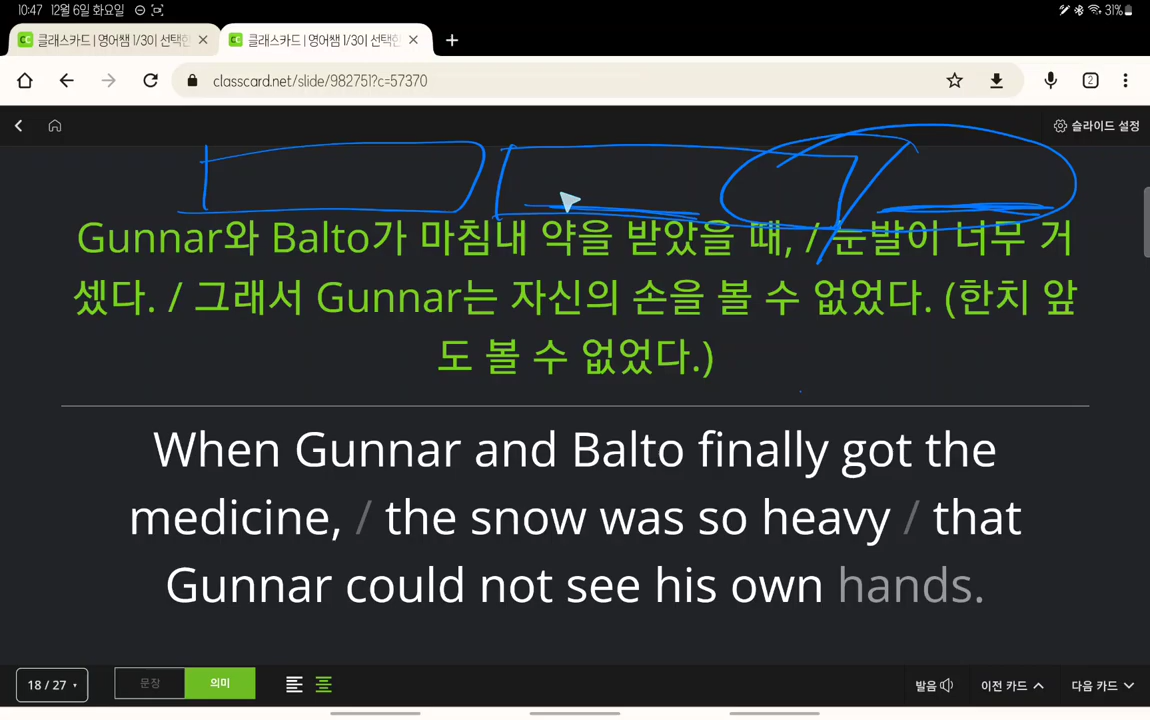 10:47 12월 6일 화요일 31%
클래스카드 | 영어쌤 1/30| 선택한 클래스카드 | 영어쌤 1/30| 선택한
classcard.net/slide/982751?c=57370 2
슬라이드 설정
Gunnar와 Balto가 마침내 약을 받았을 때, / 눈발이 너무 거
셌다. / 그래서 Gunnar는 자신의 손을 볼 수 없었다. (한치 앞
도 볼 수 없었다.)
When Gunnar and Balto finally got the
medicine, / the snow was so heavy / that
Gunnar could not see his own hands.
18 / 27 문장 의미 발음 이전 카드 다음 카드